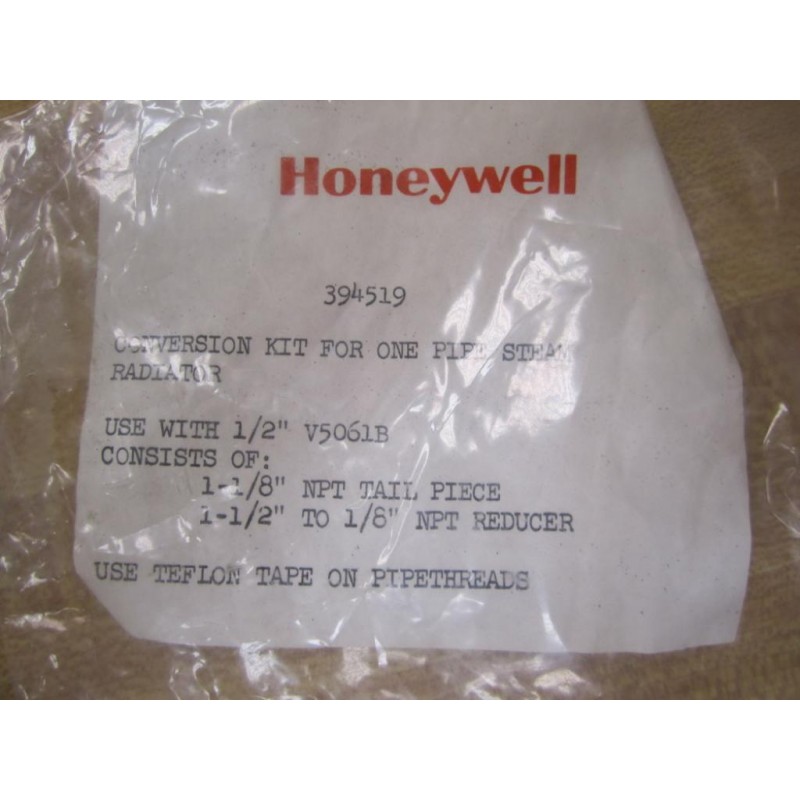 Honeywell
394519
CONVERSION KIT FOR ONE PIPE STEAM
RADIATOR
USE WITH 1/2" V5061B
CONSISTS OF:
1-1/8" NPT TAIL PIECE
1-1/2" TO 1/8" NPT REDUCER
USE TEFLON TAPE ON PIPETHREADS